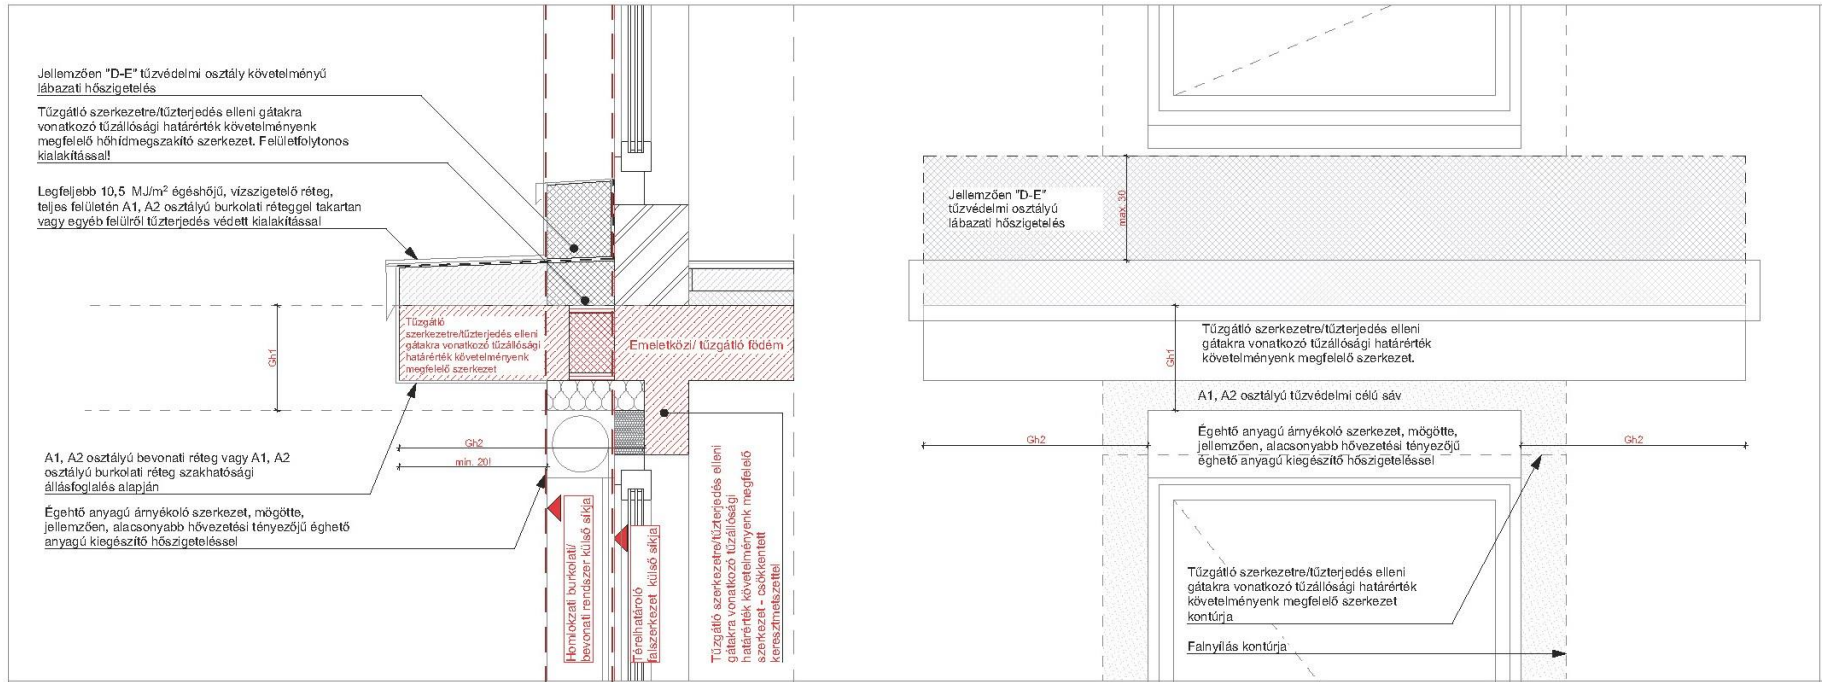 Jellemzően "D-E" tűzvédelmi osztály követelményű
lábazati hőszigetelés
Tűzgátló szerkezetre/tűzterjedés elleni gátakra
vonatkozó tűzállósági határérték követelményenk
megfelelő hőhídmegszakító szerkezet. Felületfolytonos
kialakítással!
Legfeljebb 10,5 MJ/m² égéshőjű, vízszigetelő réteg,
teljes felületén A1, A2 osztályú burkolati réteggel takartan
vagy egyéb felülről tűzterjedés védett kialakítással
Gh1
Tűzgátló
szerkezetre/tűzterjedés elleni
gátakra vonatkozó tűzállósági
határérték követelményenk
megfelelő szerkezet
Emeletközi/ tűzgátló födém
Gh2
min. 20!
A1, A2 osztályú bevonati réteg vagy A1, A2
osztályú burkolati réteg szakhatósági
állásfoglalés alapján
Égehtő anyagú árnyékoló szerkezet, mögötte,
jellemzően, alacsonyabb hővezetési tényezőjű éghető
anyagú kiegészítő hőszigeteléssel
Homlokzati burkolati/
bevonati rendszer külső síkja
Térelhatároló
falszerkezet külső síkja
Tűzgátló szerkezetre/tűzterjedés elleni
gátakra vonatkozó tűzállósági
határérték követelményenk megfelelő
szerkezet - csökkentett
keresztmetszettel
Jellemzően "D-E"
tűzvédelmi osztályú
lábazati hőszigetelés
max. 30
Tűzgátló szerkezetre/tűzterjedés elleni
gátakra vonatkozó tűzállósági határérték
követelményenk megfelelő szerkezet.
Gh1
A1, A2 osztályú tűzvédelmi célú sáv
Gh2
Égehtő anyagú árnyékoló szerkezet, mögötte,
jellemzően, alacsonyabb hővezetési tényezőjű
éghető anyagú kiegészítő hőszigeteléssel
Gh2
Tűzgátló szerkezetre/tűzterjedés elleni
gátakra vonatkozó tűzállósági határérték
követelményenk megfelelő szerkezet
kontúrja
Falnyílás kontúrja